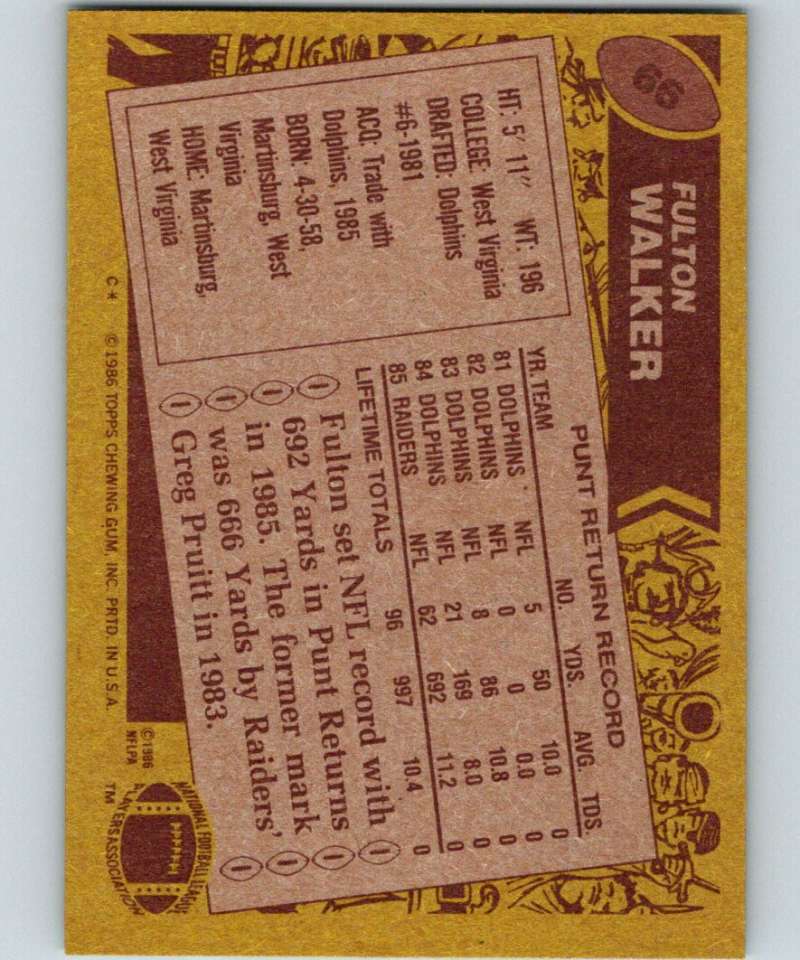 66
FULTON
WALKER
HT: 5' 11" WT: 196
COLLEGE: West Virginia
DRAFTED: Dolphins
#6-1981
ACQ: Trade with
Dolphins, 1985
BORN: 4-30-58,
Martinsburg, West
Virginia
HOME: Martinsburg,
West Virginia
PUNT RETURN RECORD
YR. TEAM NO. YDS. AVG. TDS
81 DOLPHINS NFL 5 50 10.0 0
82 DOLPHINS NFL 0 0 0.0 0
83 DOLPHINS NFL 8 86 10.8 0
84 DOLPHINS NFL 21 169 8.0 0
85 RAIDERS NFL 62 692 11.2 0
LIFETIME TOTALS 96 997 10.4 0
Fulton set NFL record with
692 Yards in Punt Returns
in 1985. The former mark
was 666 Yards by Raiders'
Greg Pruitt in 1983.
C* © 1986 TOPPS CHEWING GUM, INC. PRTD. IN U.S.A.
© 1986
NFLPA
NATIONAL FOOTBALL LEAGUE
PLAYERS ASSOCIATION
TM